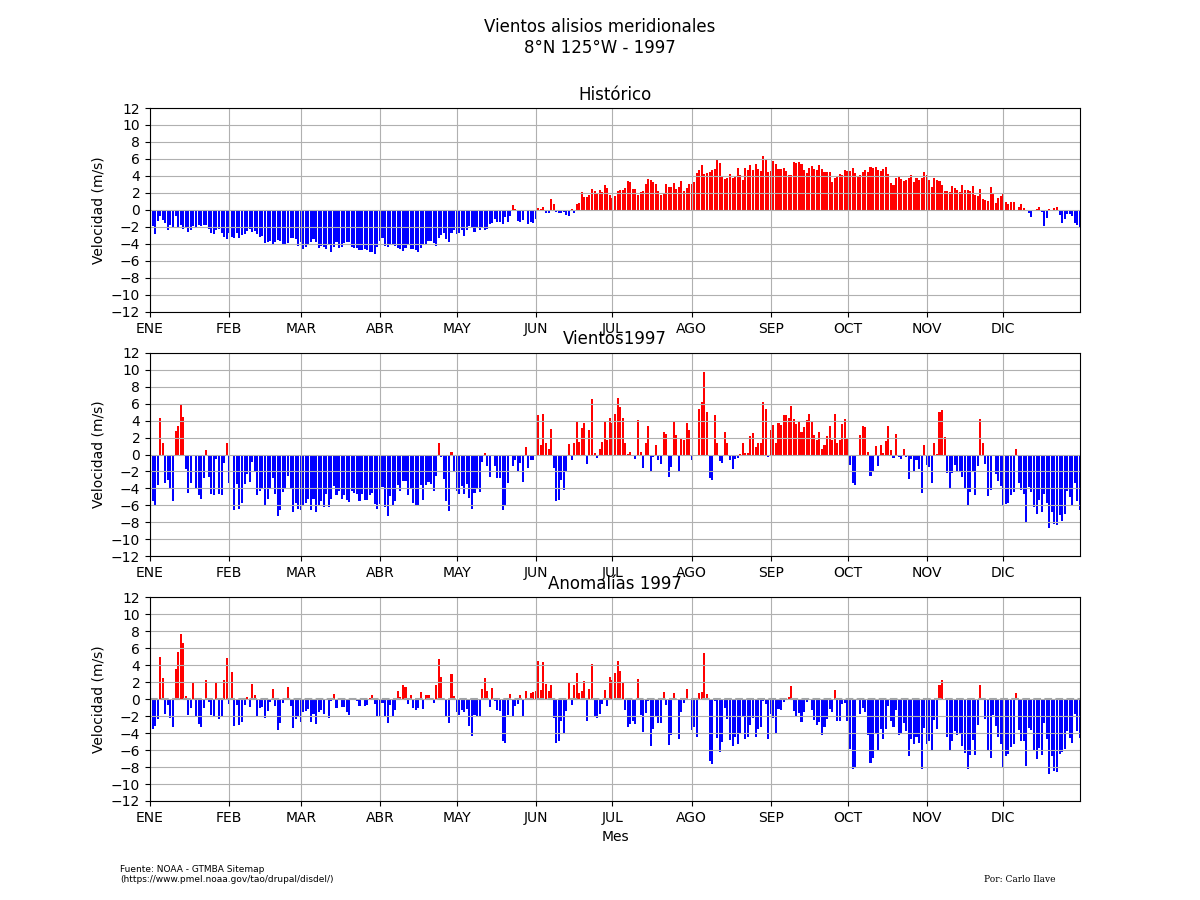 Vientos alisios meridionales
8°N 125°W - 1997
Histórico
Velocidad (m/s)
12
10
8
6
4
2
0
−2
−4
−6
−8
−10
−12
ENE FEB MAR ABR MAY JUN JUL AGO SEP OCT NOV DIC
Vientos1997
Velocidad (m/s)
12
10
8
6
4
2
0
−2
−4
−6
−8
−10
−12
ENE FEB MAR ABR MAY JUN JUL AGO SEP OCT NOV DIC
Anomalías 1997
Velocidad (m/s)
12
10
8
6
4
2
0
−2
−4
−6
−8
−10
−12
ENE FEB MAR ABR MAY JUN JUL AGO SEP OCT NOV DIC
Mes
Fuente: NOAA - GTMBA Sitemap
(https://www.pmel.noaa.gov/tao/drupal/disdel/)
Por: Carlo Ilave